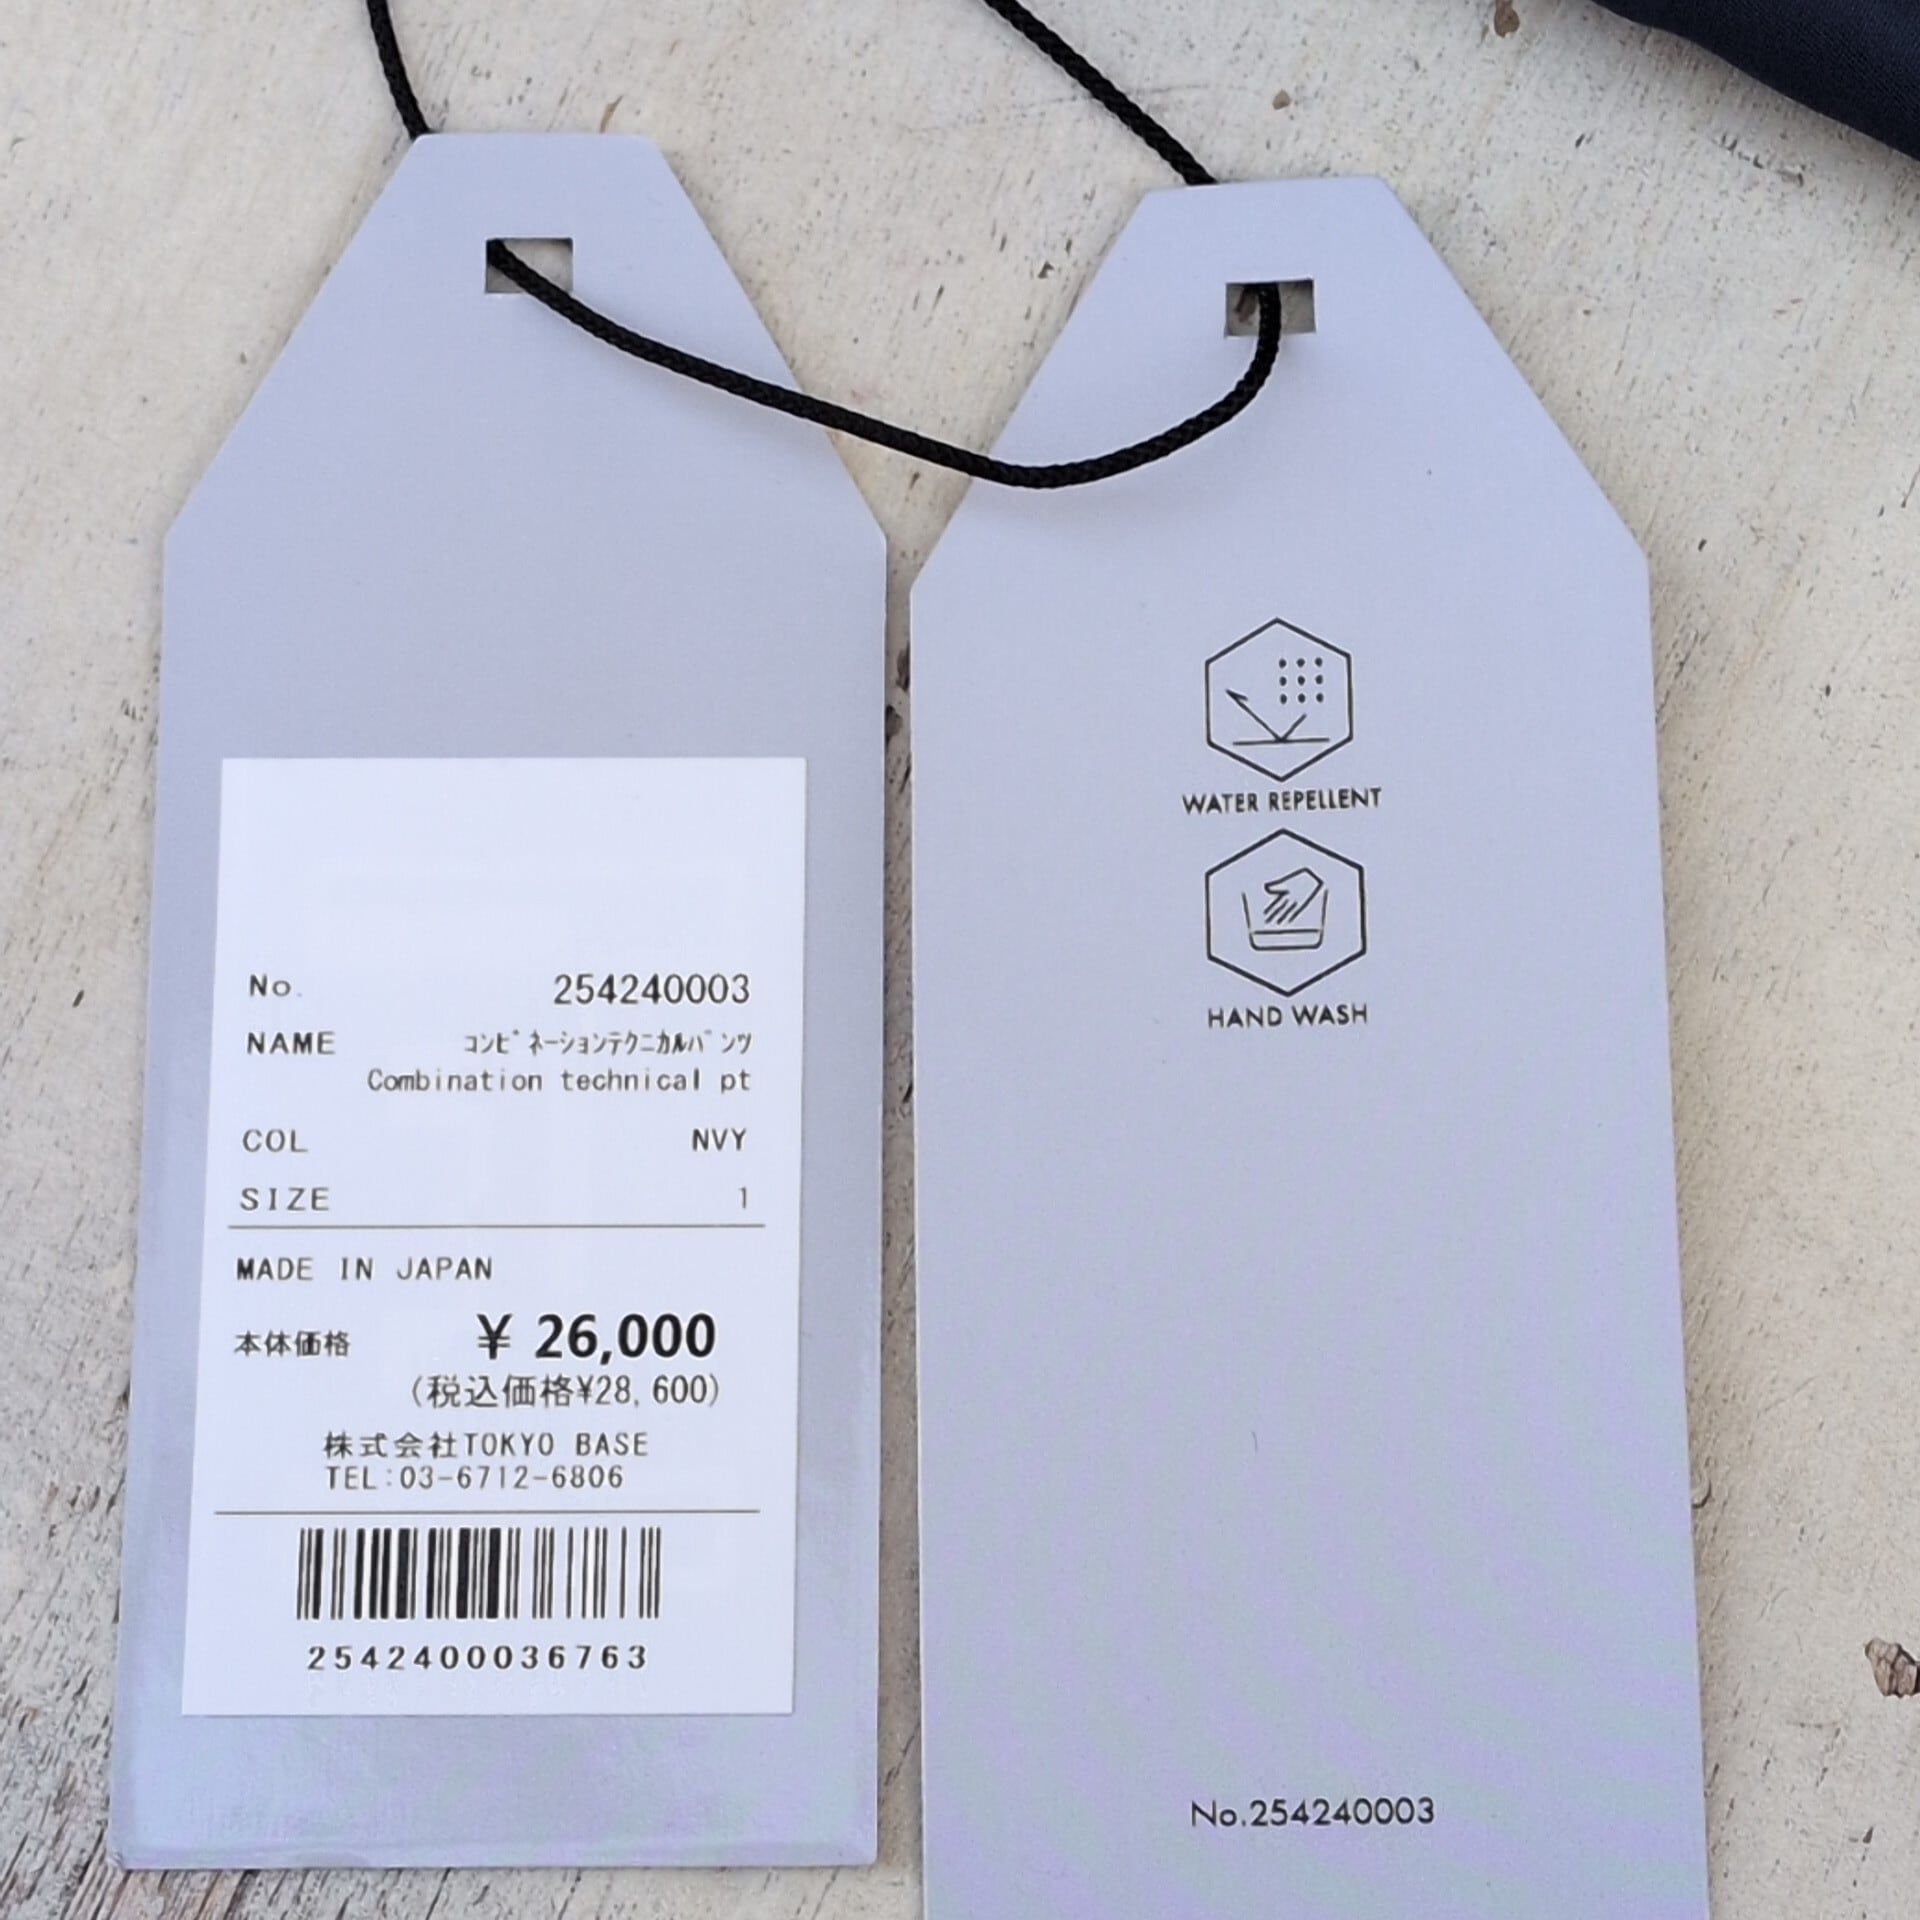 No. 254240003
NAME コンビネーションテクニカルパンツ
Combination technical pt
COL NVY
SIZE 1
MADE IN JAPAN
本体価格 ¥ 26,000
(税込価格¥28,600)
株式会社TOKYO BASE
TEL:03-6712-6806
2542400036763
WATER REPELLENT
HAND WASH
No.254240003